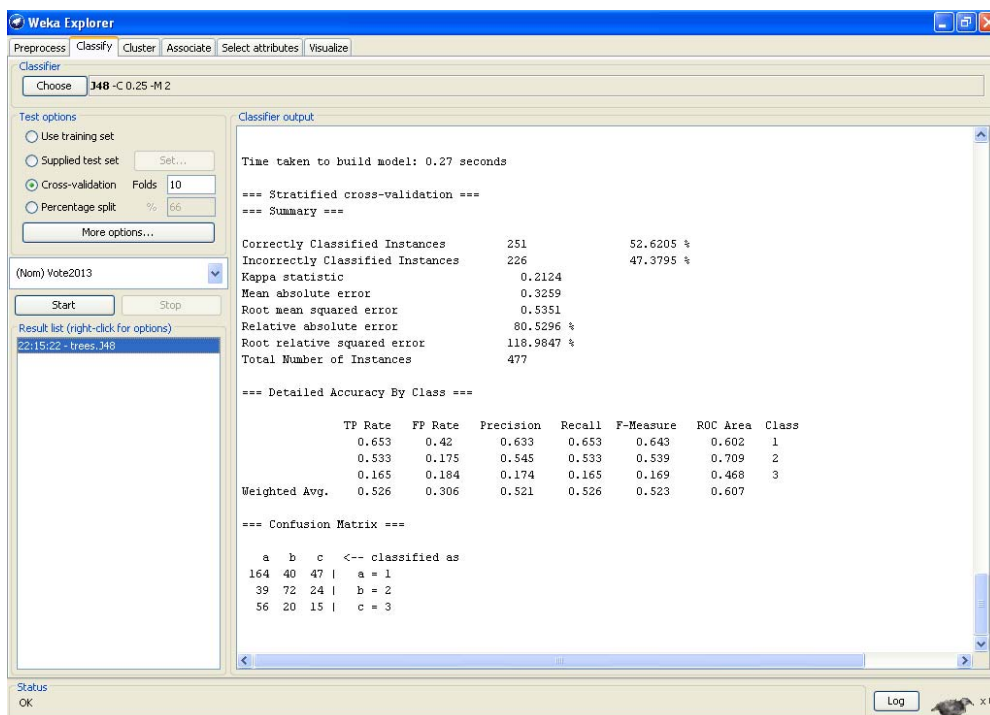 Weka Explorer
Preprocess Classify Cluster Associate Select attributes Visualize
Classifier
Choose J48 -C 0.25 -M 2
Test options
Use training set
Supplied test set Set...
Cross-validation Folds 10
Percentage split % 66
More options...
(Nom) Vote2013
Start Stop
Result list (right-click for options)
22:15:22 - trees.J48
Classifier output
Time taken to build model: 0.27 seconds
=== Stratified cross-validation ===
=== Summary ===
Correctly Classified Instances 251 52.6205 %
Incorrectly Classified Instances 226 47.3795 %
Kappa statistic 0.2124
Mean absolute error 0.3259
Root mean squared error 0.5351
Relative absolute error 80.5296 %
Root relative squared error 118.9847 %
Total Number of Instances 477
=== Detailed Accuracy By Class ===
TP Rate FP Rate Precision Recall F-Measure ROC Area Class
0.653 0.42 0.633 0.653 0.643 0.602 1
0.533 0.175 0.545 0.533 0.539 0.709 2
0.165 0.184 0.174 0.165 0.169 0.468 3
Weighted Avg. 0.526 0.306 0.521 0.526 0.523 0.607
=== Confusion Matrix ===
a b c <-- classified as
164 40 47 | a = 1
39 72 24 | b = 2
56 20 15 | c = 3
Status
OK
Log x